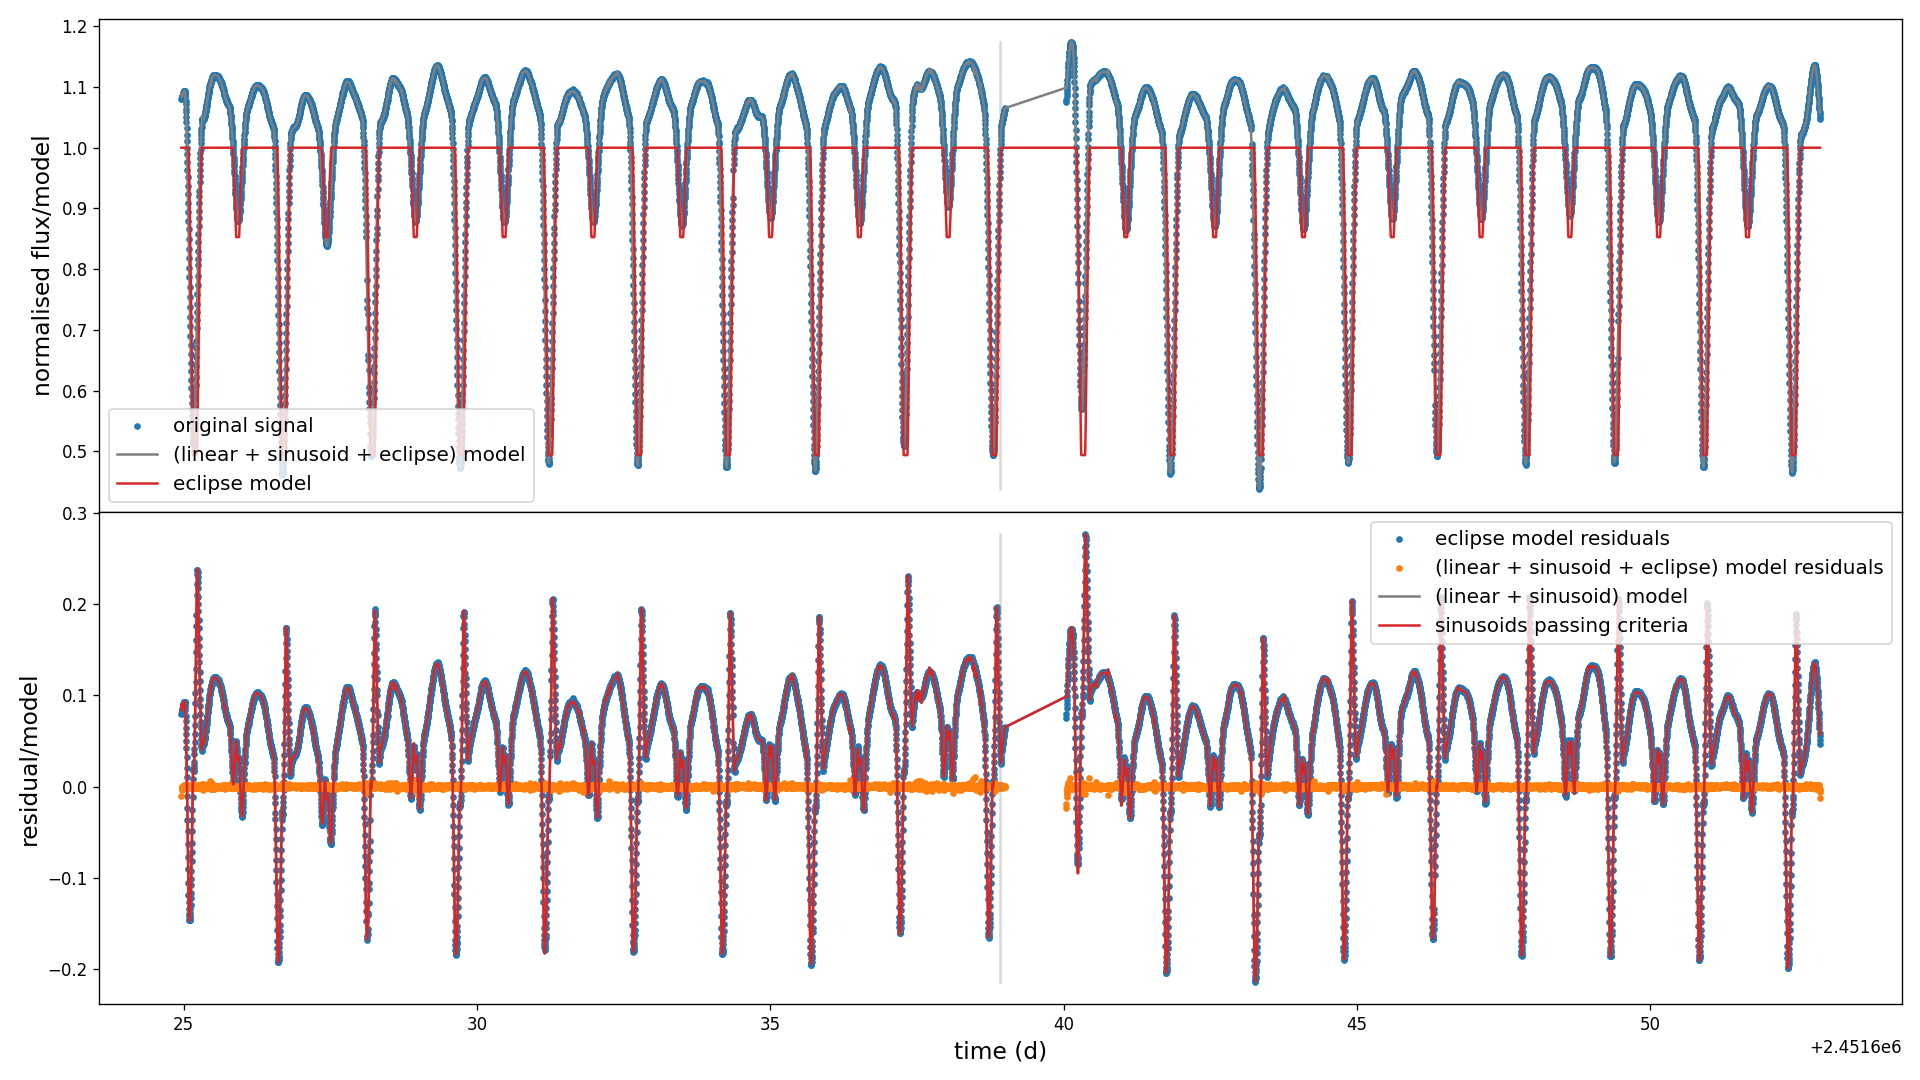 1.2
1.1
1.0
0.9
0.8
0.7
0.6
0.5
normalised flux/model
original signal
(linear + sinusoid + eclipse) model
eclipse model
0.3
0.2
0.1
0.0
−0.1
−0.2
residual/model
eclipse model residuals
(linear + sinusoid + eclipse) model residuals
(linear + sinusoid) model
sinusoids passing criteria
25 30 35 40 45 50
time (d)
+2.4516e6